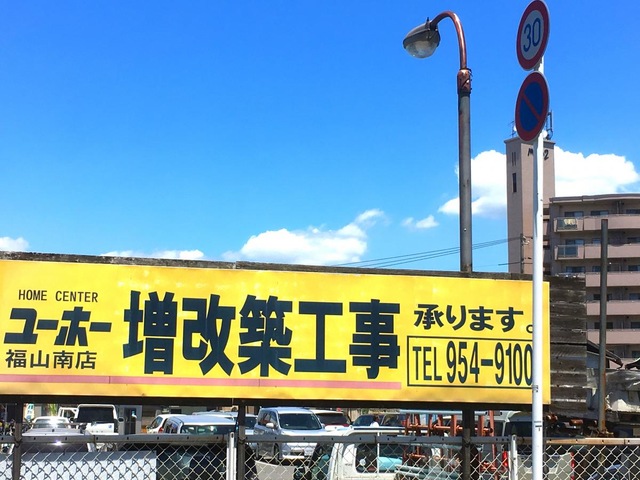 30
HOME CENTER
ユーホー
福山南店
増改築工事
承ります。
TEL 954-9100